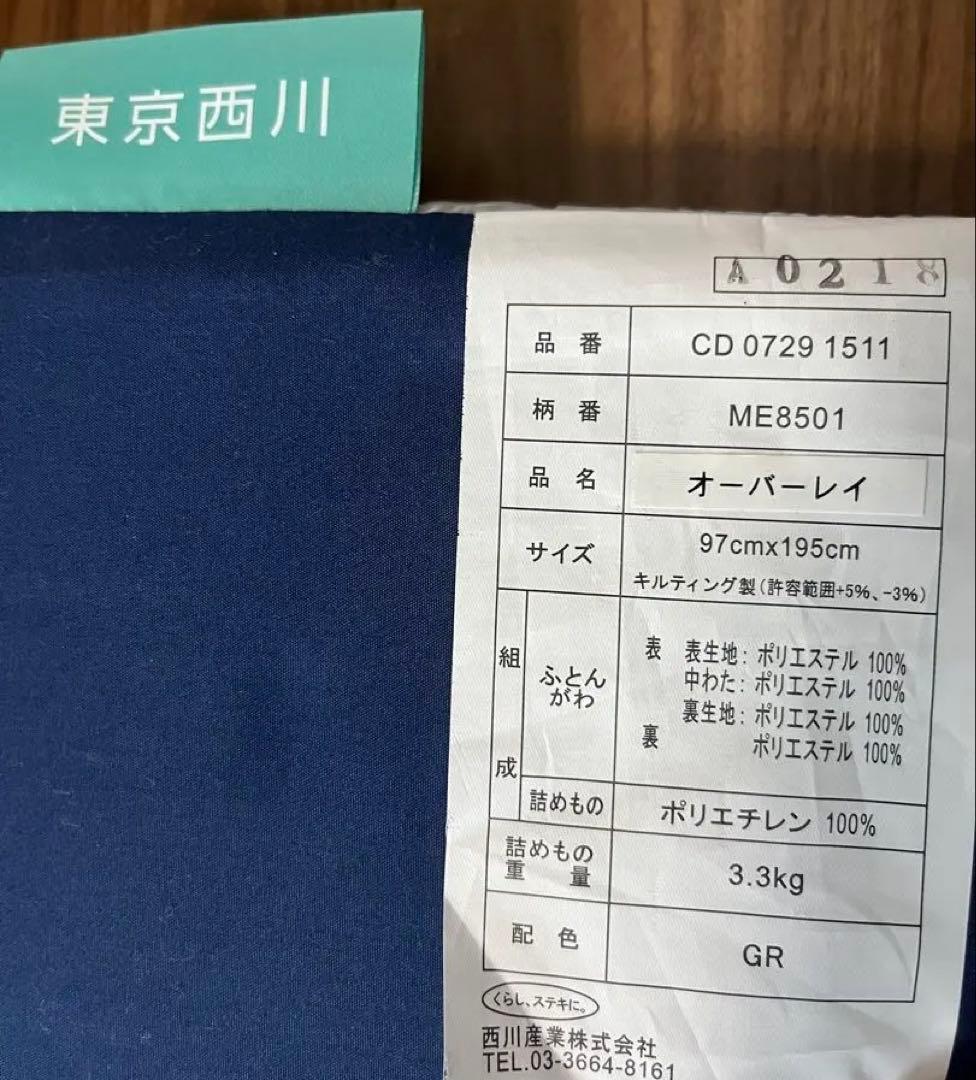 東京西川
A 0 2 1 8
品 番 CD 0729 1511
柄 番 ME8501
品 名 オーバーレイ
サイズ 97cmx195cm
キルティング製(許容範囲+5%、-3%)
組成
ふとんがわ
表 表生地:ポリエステル 100%
中わた:ポリエステル 100%
裏生地:ポリエステル 100%
裏 ポリエステル 100%
詰めもの ポリエチレン 100%
詰めもの重量 3.3kg
配 色 GR
くらし、ステキに。
西川産業株式会社
TEL.03-3664-8161